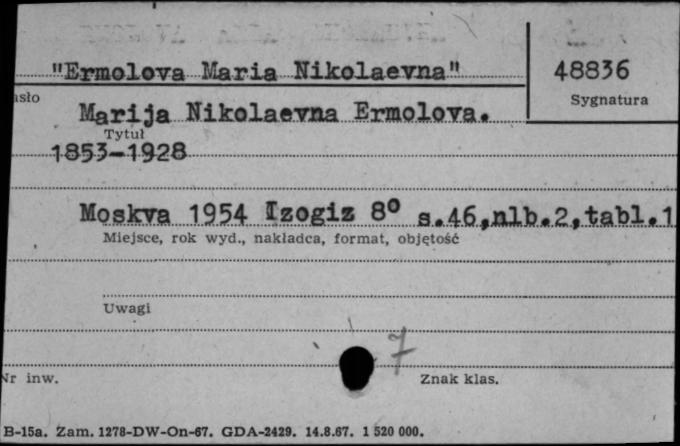 "Ermolova Maria Nikolaevna" 48836
asło Sygnatura
Marija Nikolaevna Ermolova.
Tytuł
1853-1928
Moskva 1954 Izogiz 8⁰ s.46,nlb.2,tabl.1
Miejsce, rok wyd., nakładca, format, objętość
Uwagi
7
Nr inw. Znak klas.
B-15a. Zam. 1278-DW-On-67. GDA-2429. 14.8.67. 1 520 000.